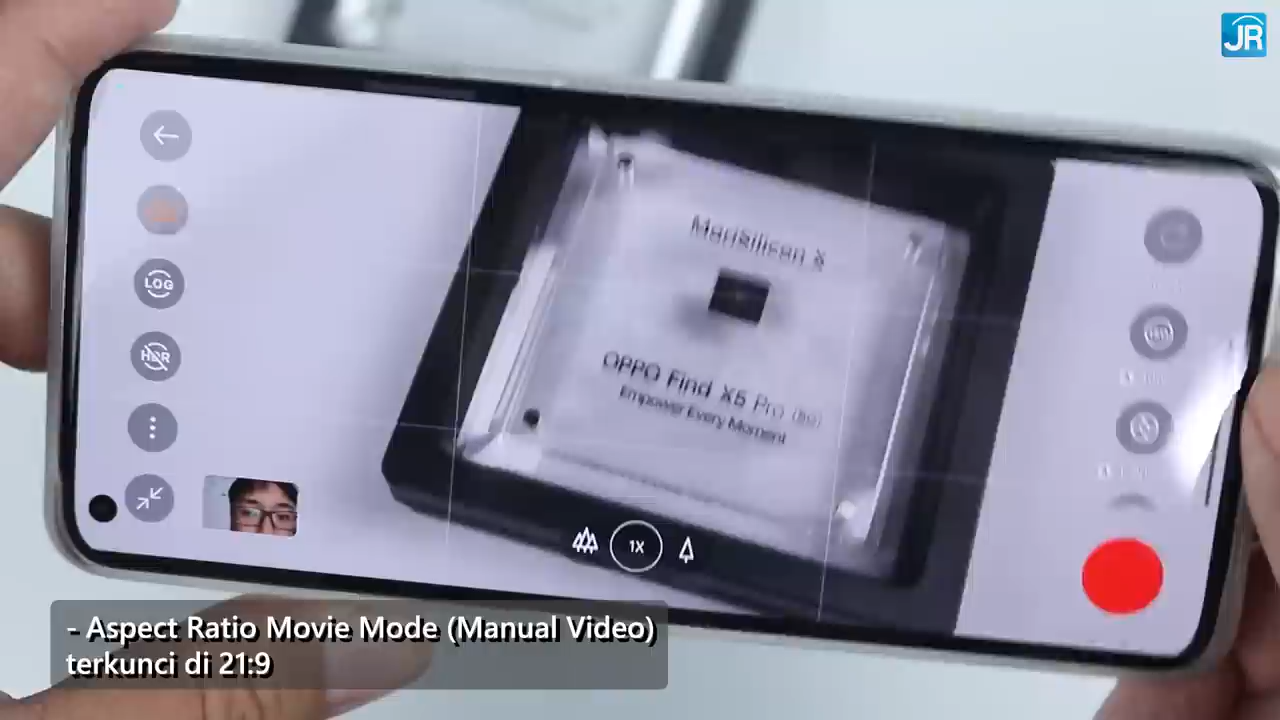 JR
LOG
HDR
MariSilicon X
OPPO Find X5 Pro
Empower Every Moment
1X
- Aspect Ratio Movie Mode (Manual Video)
terkunci di 21:9